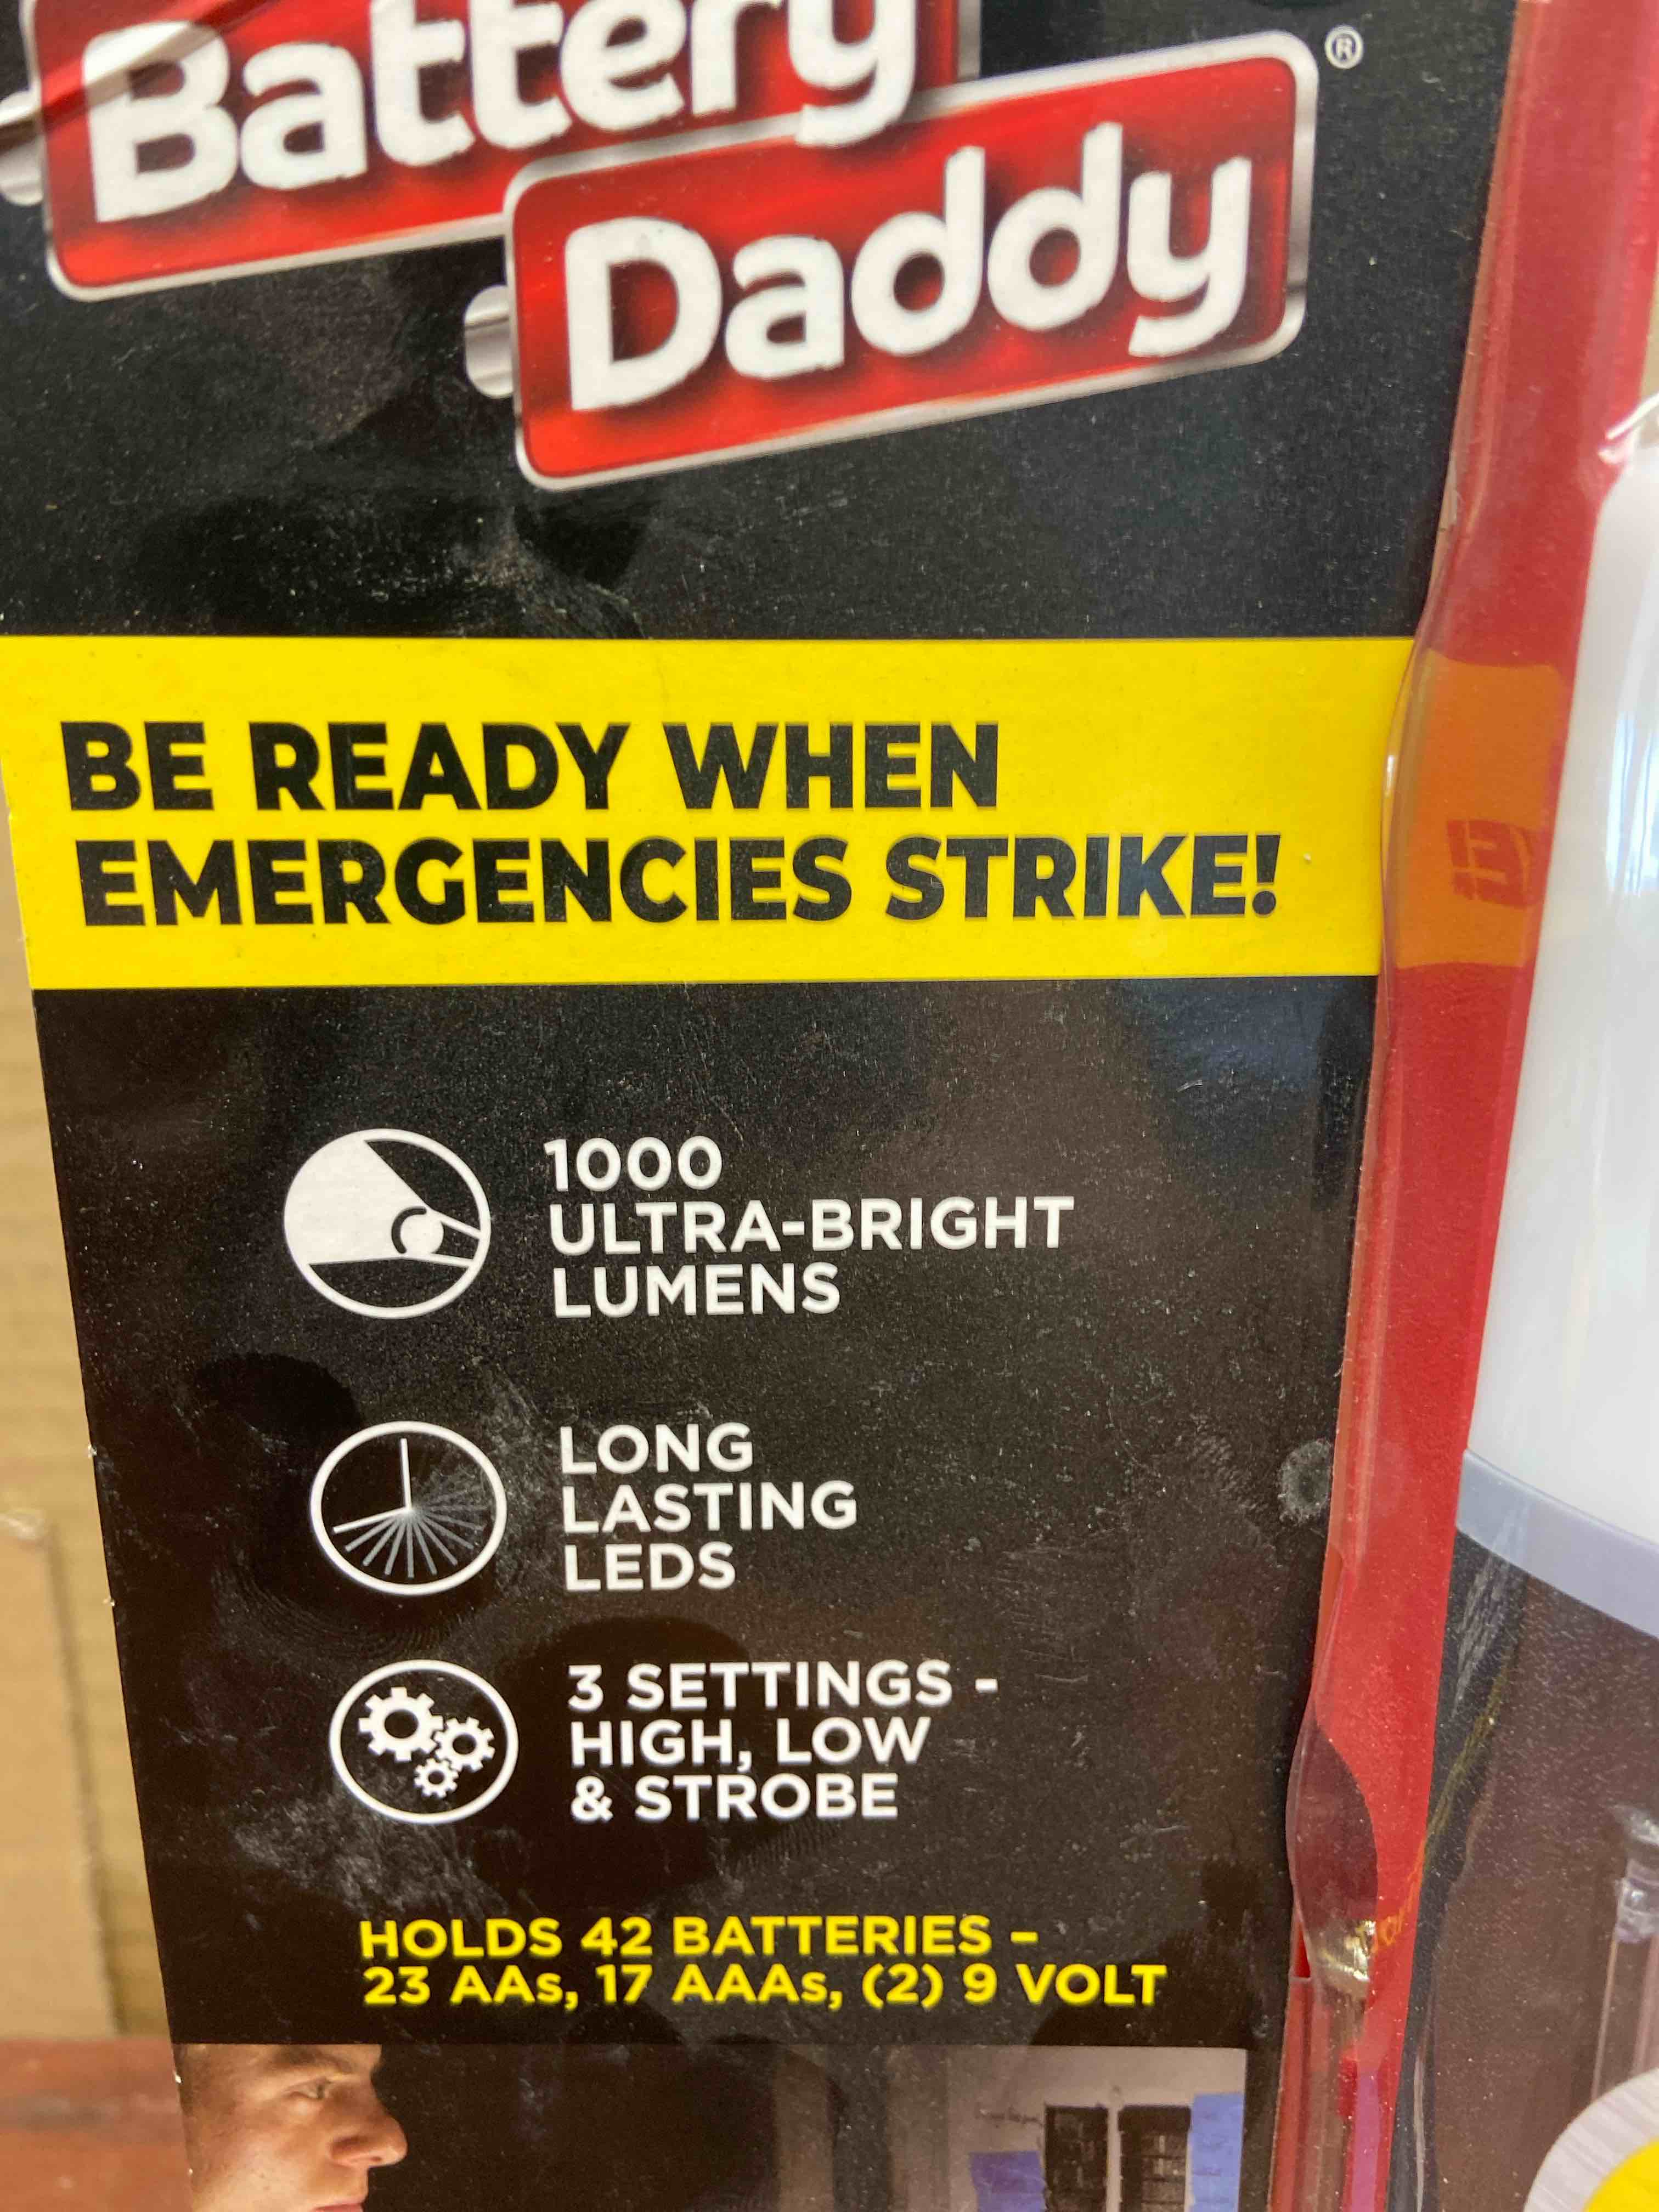 Battery
Daddy®
BE READY WHEN
EMERGENCIES STRIKE!
1000
ULTRA-BRIGHT
LUMENS
LONG
LASTING
LEDS
3 SETTINGS -
HIGH, LOW
& STROBE
HOLDS 42 BATTERIES –
23 AAs, 17 AAAs, (2) 9 VOLT